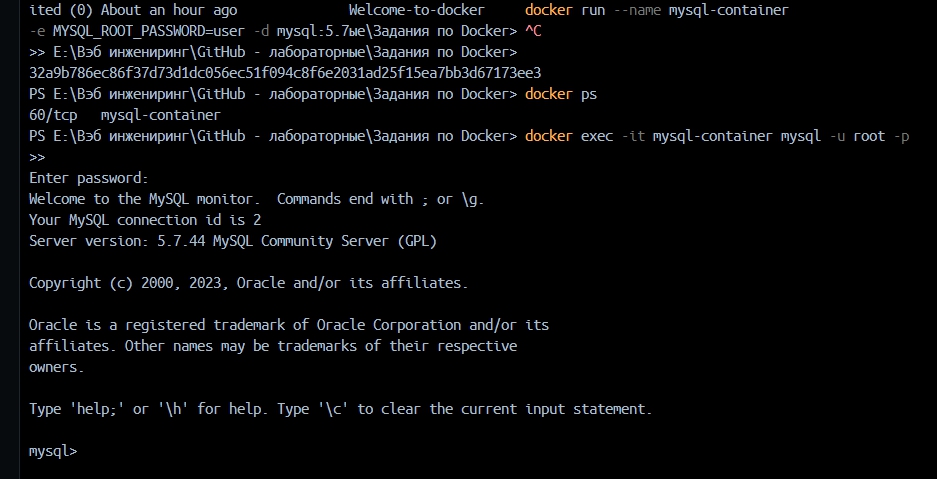 ited (0) About an hour ago             Welcome-to-docker     docker run --name mysql-container
-e MYSQL_ROOT_PASSWORD=user -d mysql:5.7ые\Задания по Docker> ^C
>> E:\Вэб инжениринг\GitHub - лабораторные\Задания по Docker>
32a9b786ec86f37d73d1dc056ec51f094c8f6e2031ad25f15ea7bb3d67173ee3
PS E:\Вэб инжениринг\GitHub - лабораторные\Задания по Docker> docker ps
60/tcp   mysql-container
PS E:\Вэб инжениринг\GitHub - лабораторные\Задания по Docker> docker exec -it mysql-container mysql -u root -p
>>
Enter password:
Welcome to the MySQL monitor.  Commands end with ; or \g.
Your MySQL connection id is 2
Server version: 5.7.44 MySQL Community Server (GPL)

Copyright (c) 2000, 2023, Oracle and/or its affiliates.

Oracle is a registered trademark of Oracle Corporation and/or its
affiliates. Other names may be trademarks of their respective
owners.

Type 'help;' or '\h' for help. Type '\c' to clear the current input statement.

mysql>